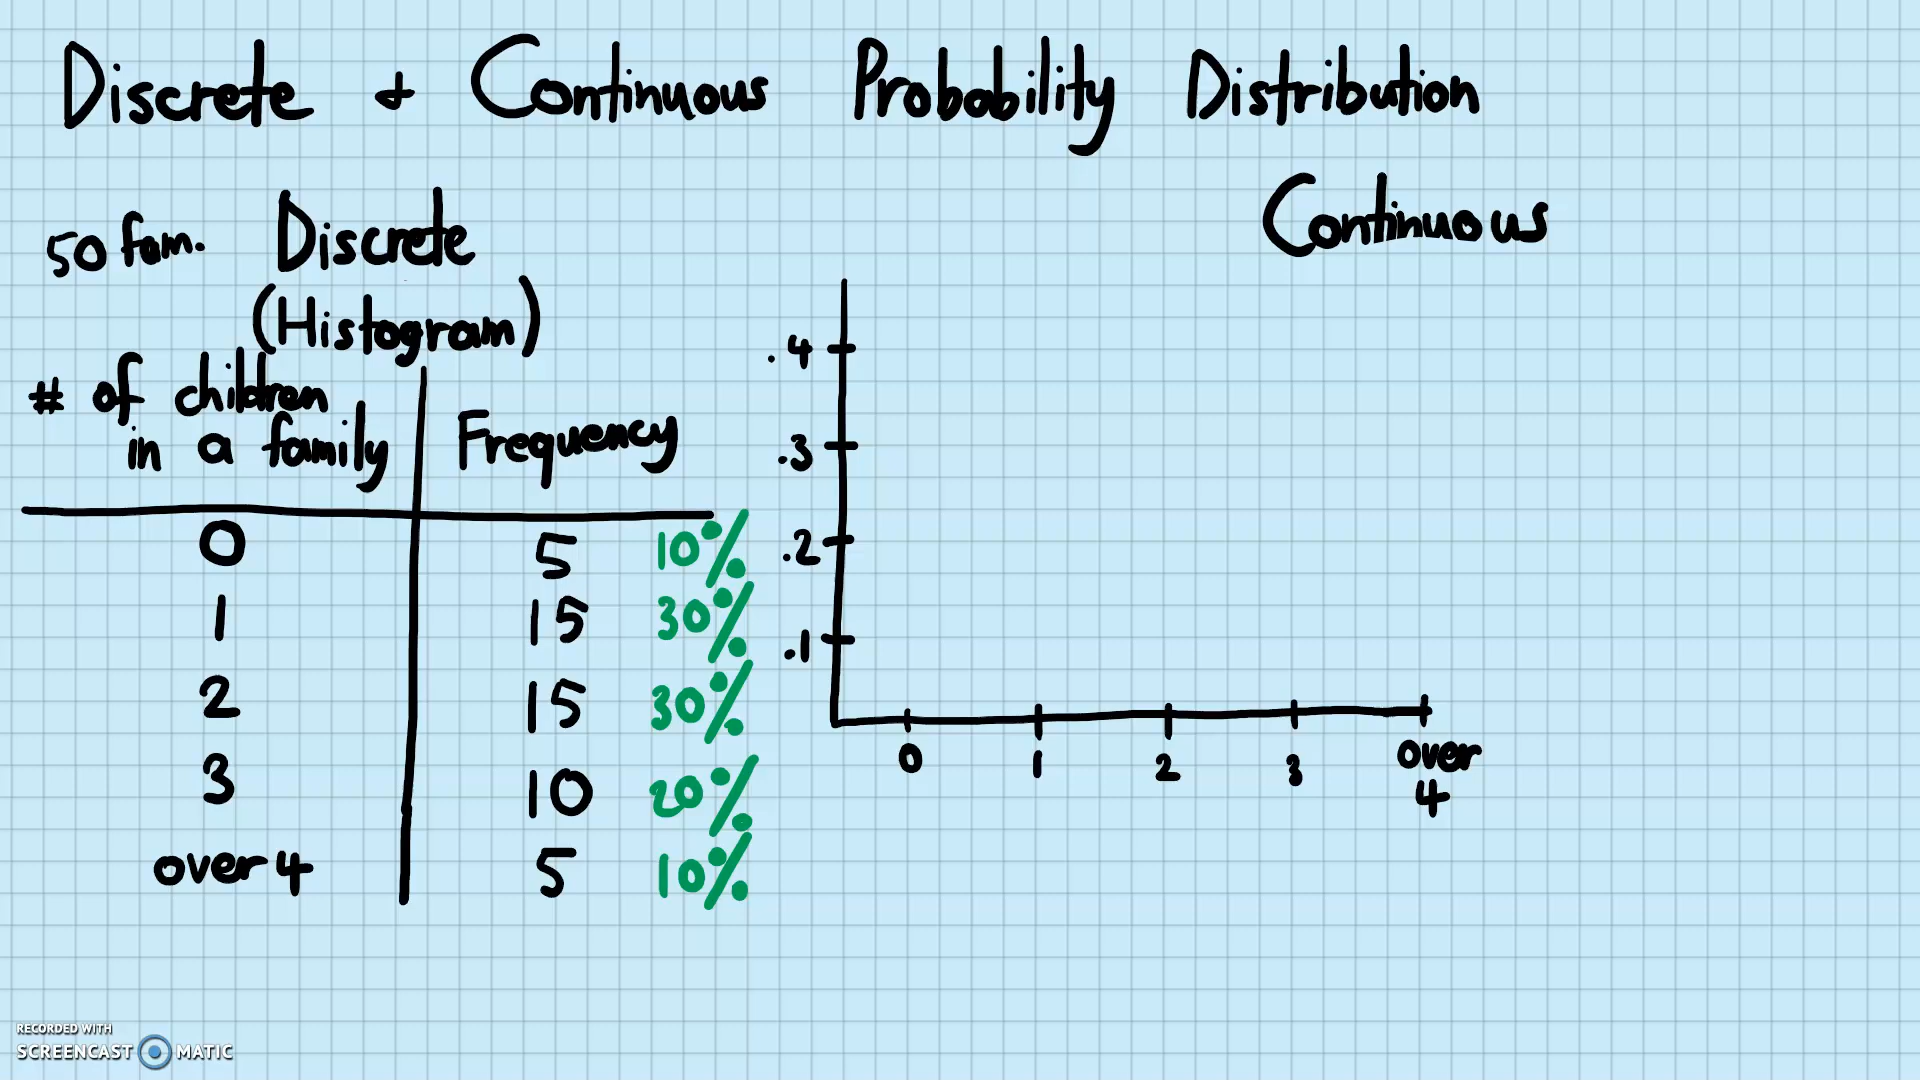 Discrete + Continuous Probability Distribution
50 fam. Discrete
(Histogram)
Continuous
# of children
in a family
Frequency
0 5 10%
1 15 30%
2 15 30%
3 10 20%
over 4 5 10%
.4
.3
.2
.1
0 1 2 3 over
4
RECORDED WITH
SCREENCAST MATIC